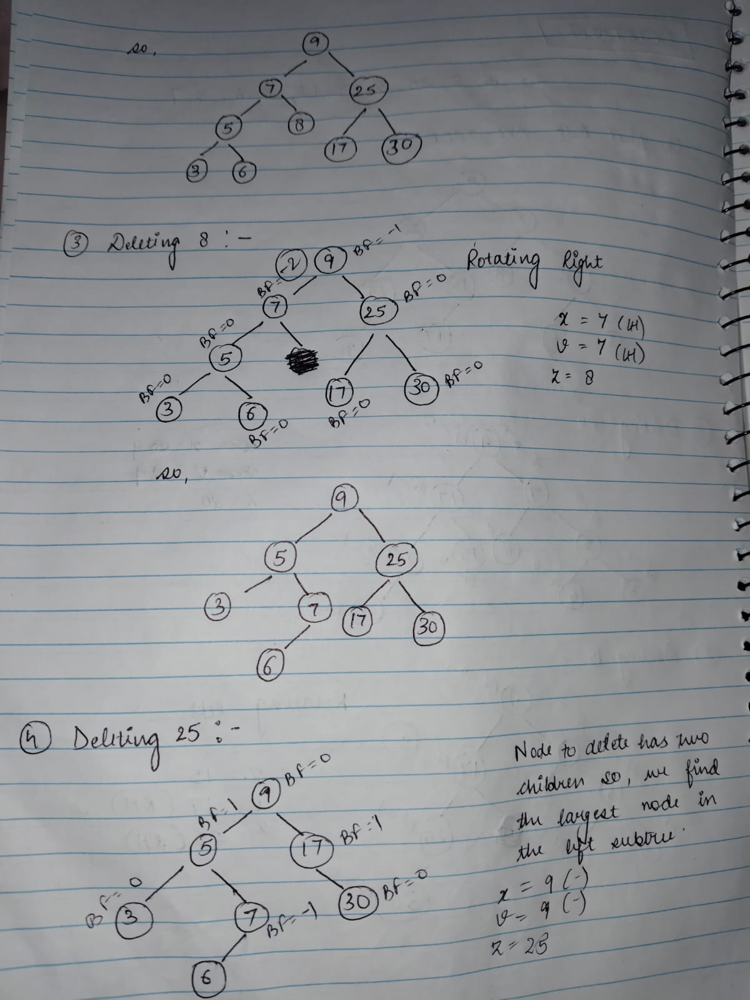 so,
9
7 25
5 8
17 30
3 6
③ Deleting 8 :-
-2 9 BF=-1 Rotating Right
BF=
7 25 BF=0
x = 7 (LH)
BF=0
5
v = 7 (LH)
z = 8
BF=0
3 6 17 30 BF=0
BF=0 BF=0
so,
9
5 25
3 7 17 30
6
④ Deleting 25 :-
Node to delete has two
children so, we find
the largest node in
the left subtree.
9 BF=0
BF=1
5 17 BF=1
x = 9 (-)
v = 9 (-)
z = 25
BF=0
3 7 BF=-1 30 BF=0
6